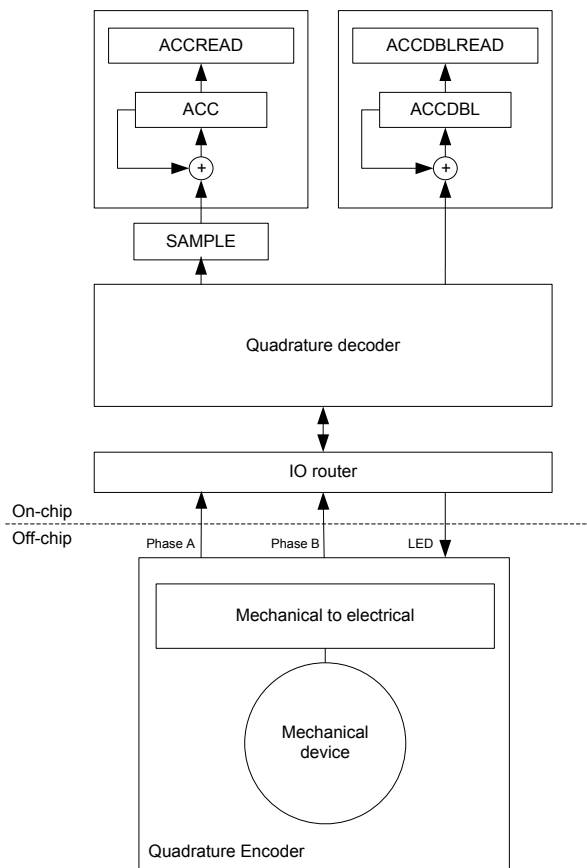 ACCREAD
ACCDBLREAD
ACC
ACCDBL
+
+
SAMPLE
Quadrature decoder
IO router
On-chip
Off-chip
Phase A
Phase B
LED
Mechanical to electrical
Mechanical
device
Quadrature Encoder